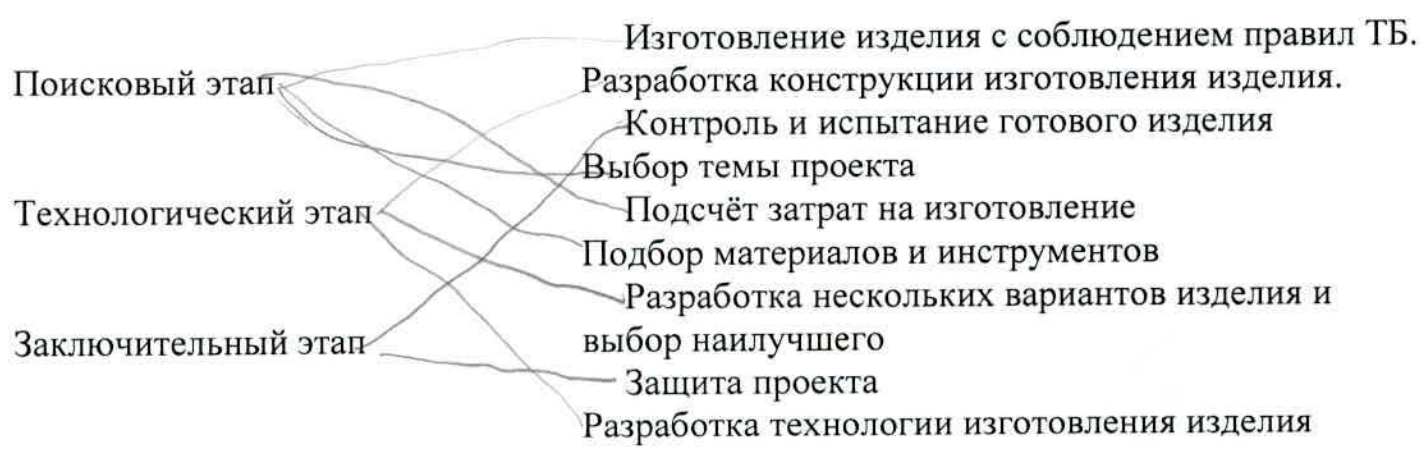 Изготовление изделия с соблюдением правил ТБ.
Поисковый этап
Разработка конструкции изготовления изделия.
Контроль и испытание готового изделия
Выбор темы проекта
Технологический этап
Подсчёт затрат на изготовление
Подбор материалов и инструментов
Разработка нескольких вариантов изделия и
Заключительный этап
выбор наилучшего
Защита проекта
Разработка технологии изготовления изделия